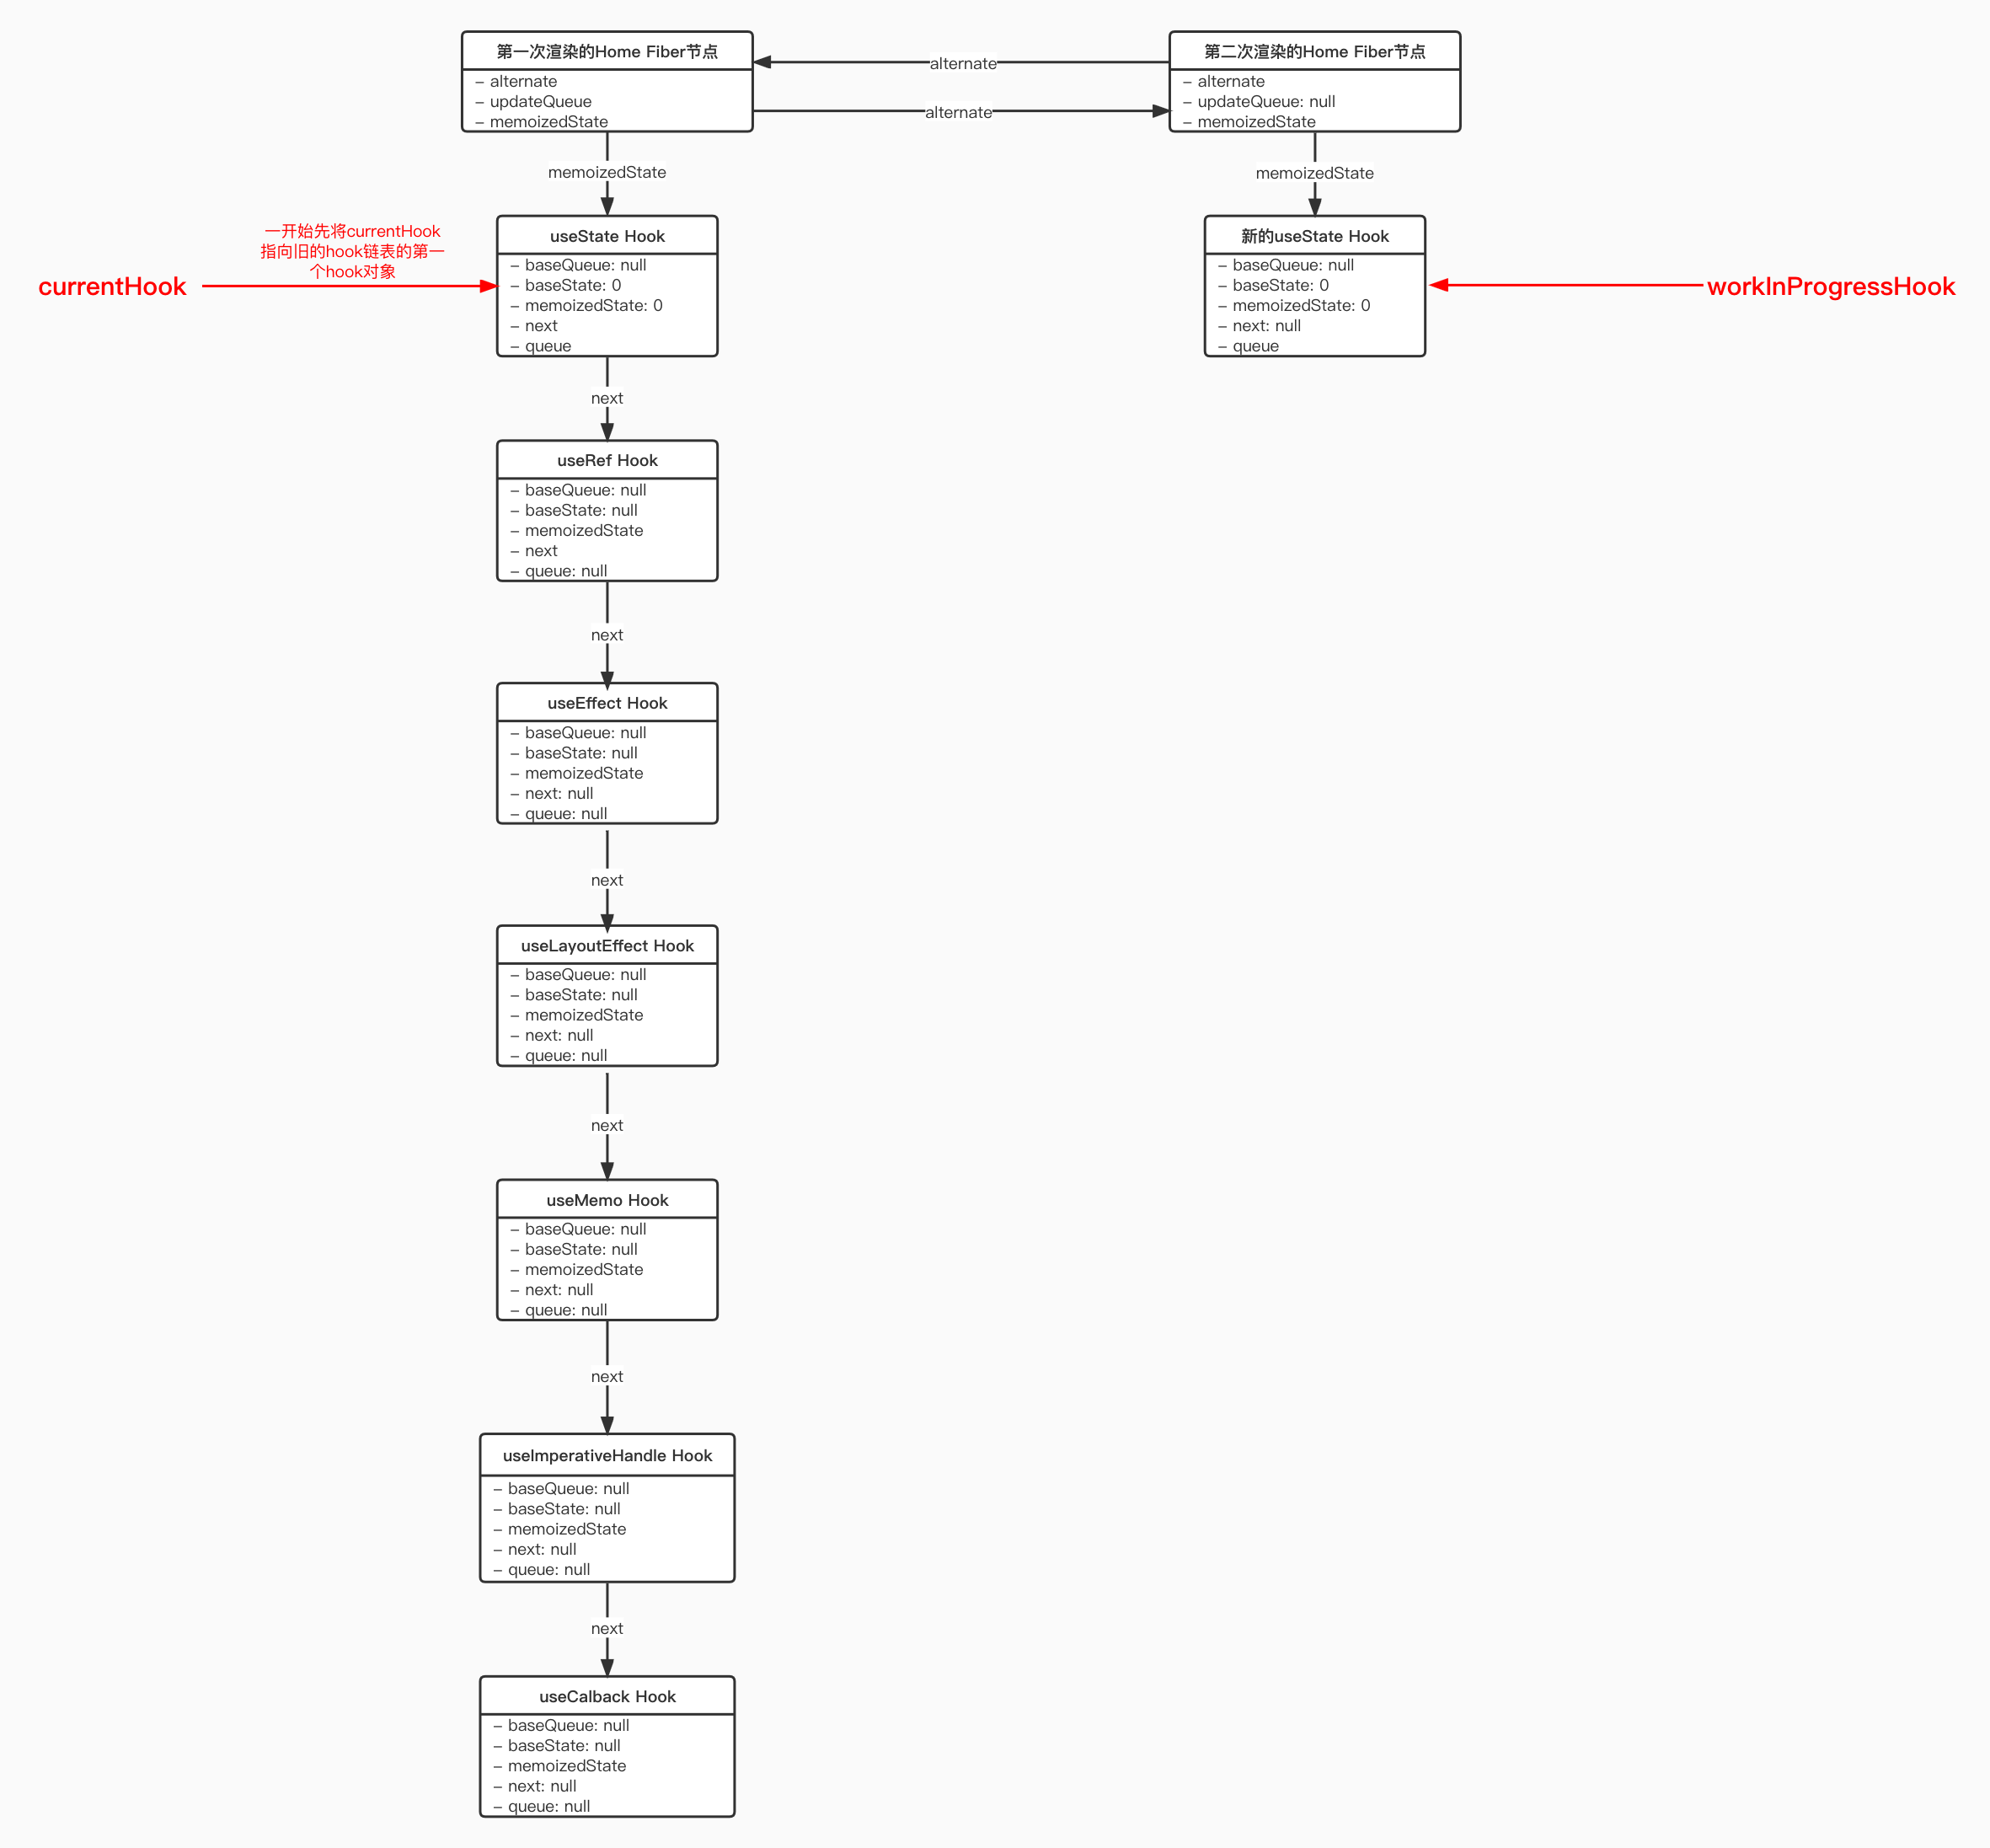 第一次渲染的Home Fiber节点
– alternate
– updateQueue
– memoizedState
alternate
alternate
第二次渲染的Home Fiber节点
– alternate
– updateQueue: null
– memoizedState
memoizedState
memoizedState
一开始先将currentHook
指向旧的hook链表的第一
个hook对象
currentHook
useState Hook
– baseQueue: null
– baseState: 0
– memoizedState: 0
– next
– queue
新的useState Hook
– baseQueue: null
– baseState: 0
– memoizedState: 0
– next: null
– queue
workInProgressHook
next
useRef Hook
– baseQueue: null
– baseState: null
– memoizedState
– next
– queue: null
next
useEffect Hook
– baseQueue: null
– baseState: null
– memoizedState
– next: null
– queue: null
next
useLayoutEffect Hook
– baseQueue: null
– baseState: null
– memoizedState
– next: null
– queue: null
next
useMemo Hook
– baseQueue: null
– baseState: null
– memoizedState
– next: null
– queue: null
next
useImperativeHandle Hook
– baseQueue: null
– baseState: null
– memoizedState
– next: null
– queue: null
next
useCalback Hook
– baseQueue: null
– baseState: null
– memoizedState
– next: null
– queue: null